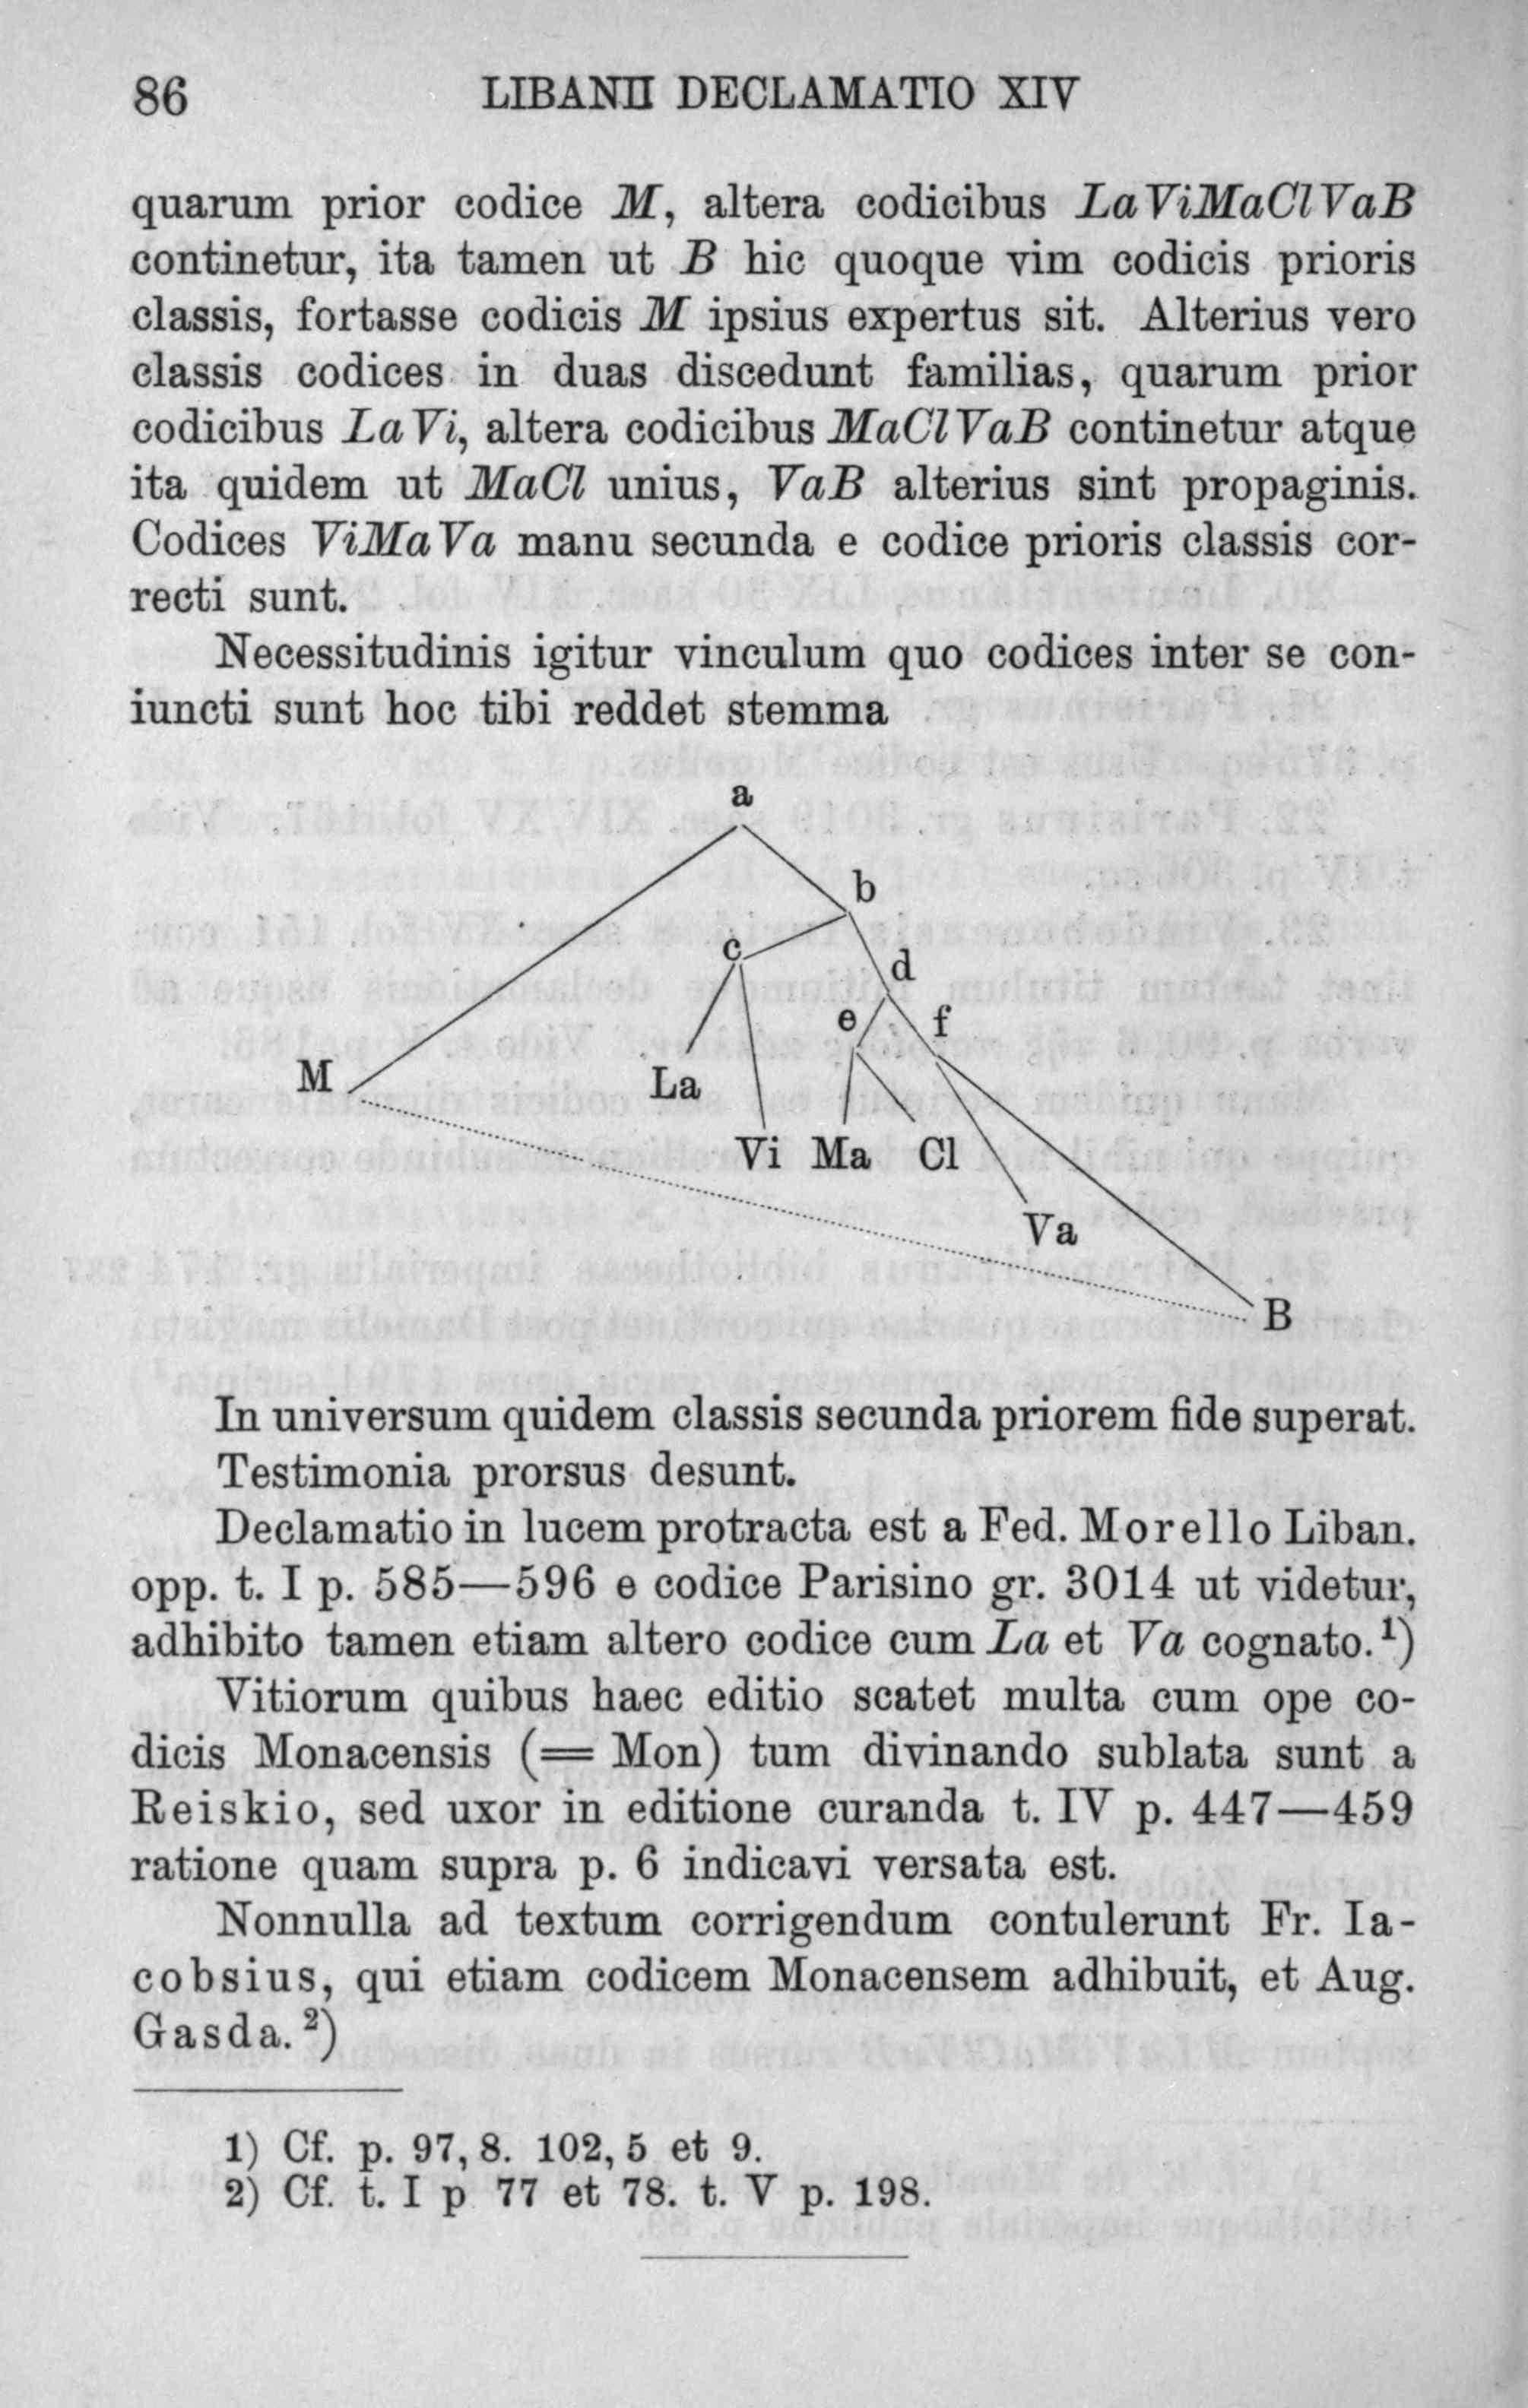 86 LIBANII DECLAMATIO XIV
quarum prior codice M, altera codicibus LaViMaClVaB
continetur, ita tamen ut B hic quoque vim codicis prioris
classis, fortasse codicis M ipsius expertus sit. Alterius vero
classis codices in duas discedunt familias, quarum prior
codicibus LaVi, altera codicibus MaClVaB continetur atque
ita quidem ut MaCl unius, VaB alterius sint propaginis.
Codices ViMaVa manu secunda e codice prioris classis cor-
recti sunt.
Necessitudinis igitur vinculum quo codices inter se con-
iuncti sunt hoc tibi reddet stemma
a
b
c
d
e f
M
La
Vi Ma Cl
Va
B
In universum quidem classis secunda priorem fide superat.
Testimonia prorsus desunt.
Declamatio in lucem protracta est a Fed. Morello Liban.
opp. t. I p. 585—596 e codice Parisino gr. 3014 ut videtur,
adhibito tamen etiam altero codice cum La et Va cognato.¹)
Vitiorum quibus haec editio scatet multa cum ope co-
dicis Monacensis (= Mon) tum divinando sublata sunt a
Reiskio, sed uxor in editione curanda t. IV p. 447—459
ratione quam supra p. 6 indicavi versata est.
Nonnulla ad textum corrigendum contulerunt Fr. Ia-
cobsius, qui etiam codicem Monacensem adhibuit, et Aug.
Gasda.²)
1) Cf. p. 97, 8. 102, 5 et 9.
2) Cf. t. I p 77 et 78. t. V p. 198.